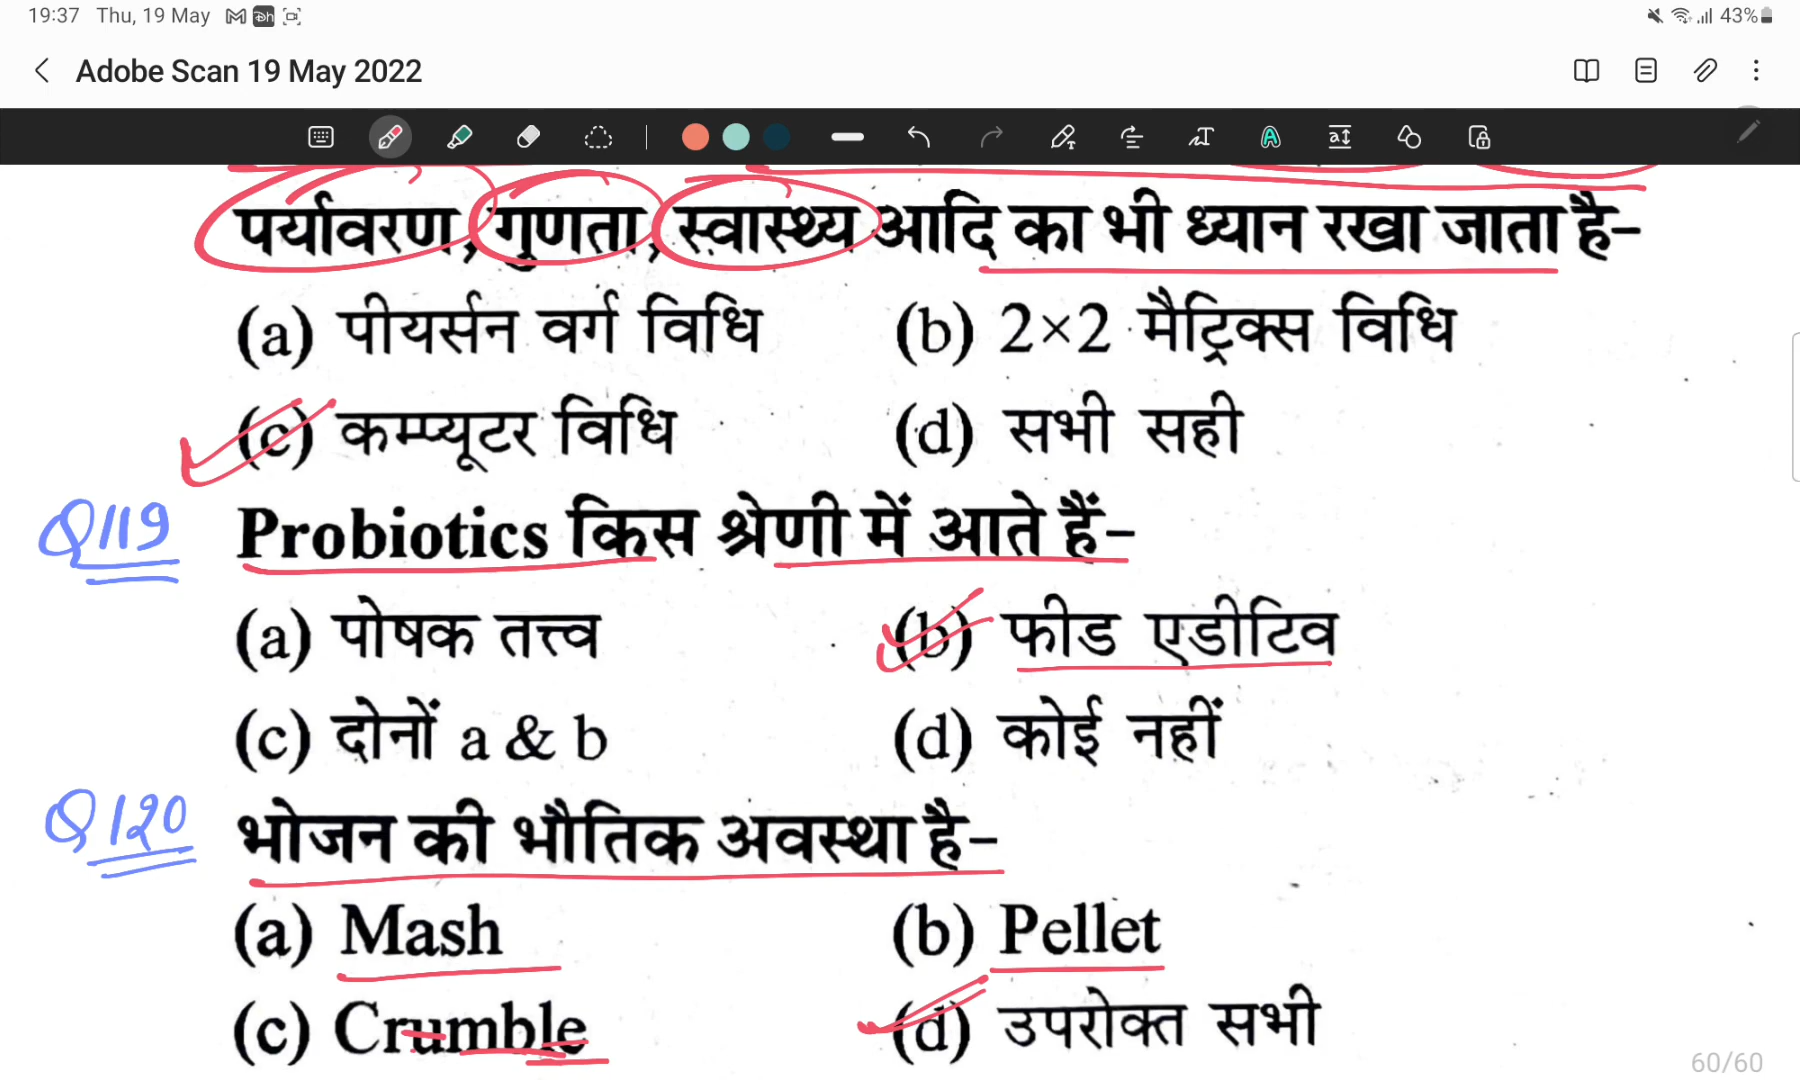 19:37 Thu, 19 May 43%
Adobe Scan 19 May 2022
पर्यावरण, गुणता, स्वास्थ्य आदि का भी ध्यान रखा जाता है–
(a) पीयर्सन वर्ग विधि (b) 2×2 मैट्रिक्स विधि
(c) कम्प्यूटर विधि (d) सभी सही
Q119 Probiotics किस श्रेणी में आते हैं–
(a) पोषक तत्त्व (b) फीड एडीटिव
(c) दोनों a & b (d) कोई नहीं
Q120 भोजन की भौतिक अवस्था है–
(a) Mash (b) Pellet
(c) Crumble (d) उपरोक्त सभी
60/60